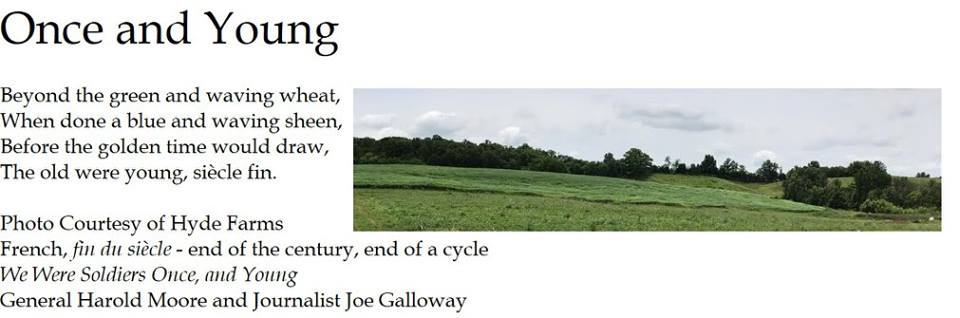 Once and Young
Beyond the green and waving wheat,
When done a blue and waving sheen,
Before the golden time would draw,
The old were young, siècle fin.
Photo Courtesy of Hyde Farms
French, fin du siècle - end of the century, end of a cycle
We Were Soldiers Once, and Young
General Harold Moore and Journalist Joe Galloway